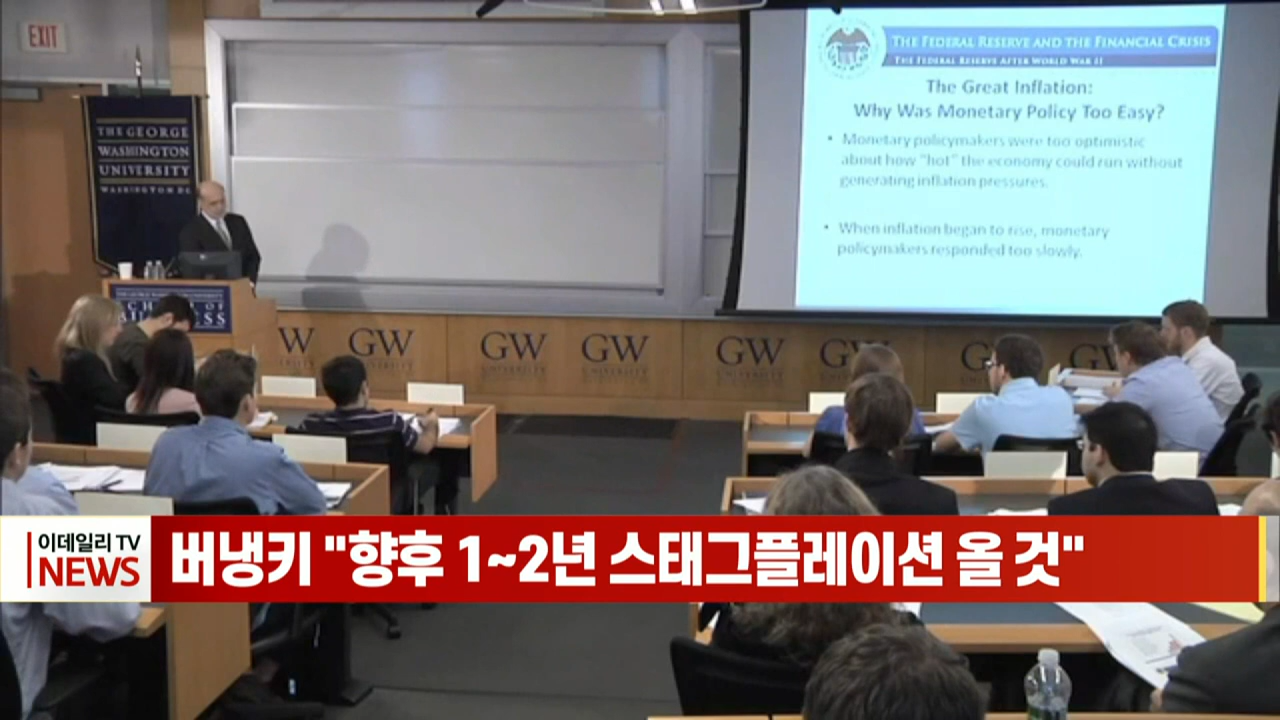 EXIT
THE GEORGE
WASHINGTON
UNIVERSITY
WASHINGTON DC
THE FEDERAL RESERVE AND THE FINANCIAL CRISIS
THE FEDERAL RESERVE AFTER WORLD WAR II
The Great Inflation:
Why Was Monetary Policy Too Easy?
• Monetary policymakers were too optimistic
about how "hot" the economy could run without
generating inflation pressures.
• When inflation began to rise, monetary
policymakers responded too slowly.
SCHOOL OF
BUSINESS
GW
GW
GW
GW
GW
GW
이데일리 TV
NEWS
버냉키 "향후 1~2년 스태그플레이션 올 것"